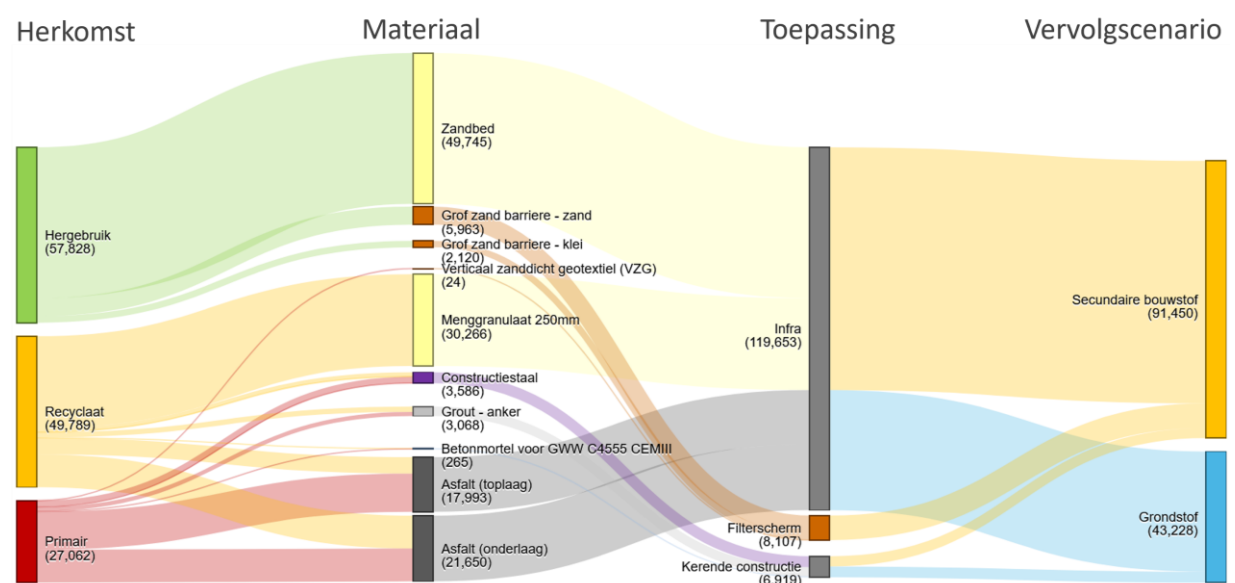 Herkomst
Materiaal
Toepassing
Vervolgscenario
Hergebruik
(57,828)
Recyclaat
(49,789)
Primair
(27,062)
Zandbed
(49,745)
Grof zand barriere - zand
(5,963)
Grof zand barriere - klei
(2,120)
Verticaal zanddicht geotextiel (VZG)
(24)
Menggranulaat 250mm
(30,266)
Constructiestaal
(3,586)
Grout - anker
(3,068)
Betonmortel voor GWW C4555 CEMIII
(265)
Asfalt (toplaag)
(17,993)
Asfalt (onderlaag)
(21,650)
Infra
(119,653)
Filterscherm
(8,107)
Kerende constructie
(6,919)
Secundaire bouwstof
(91,450)
Grondstof
(43,228)